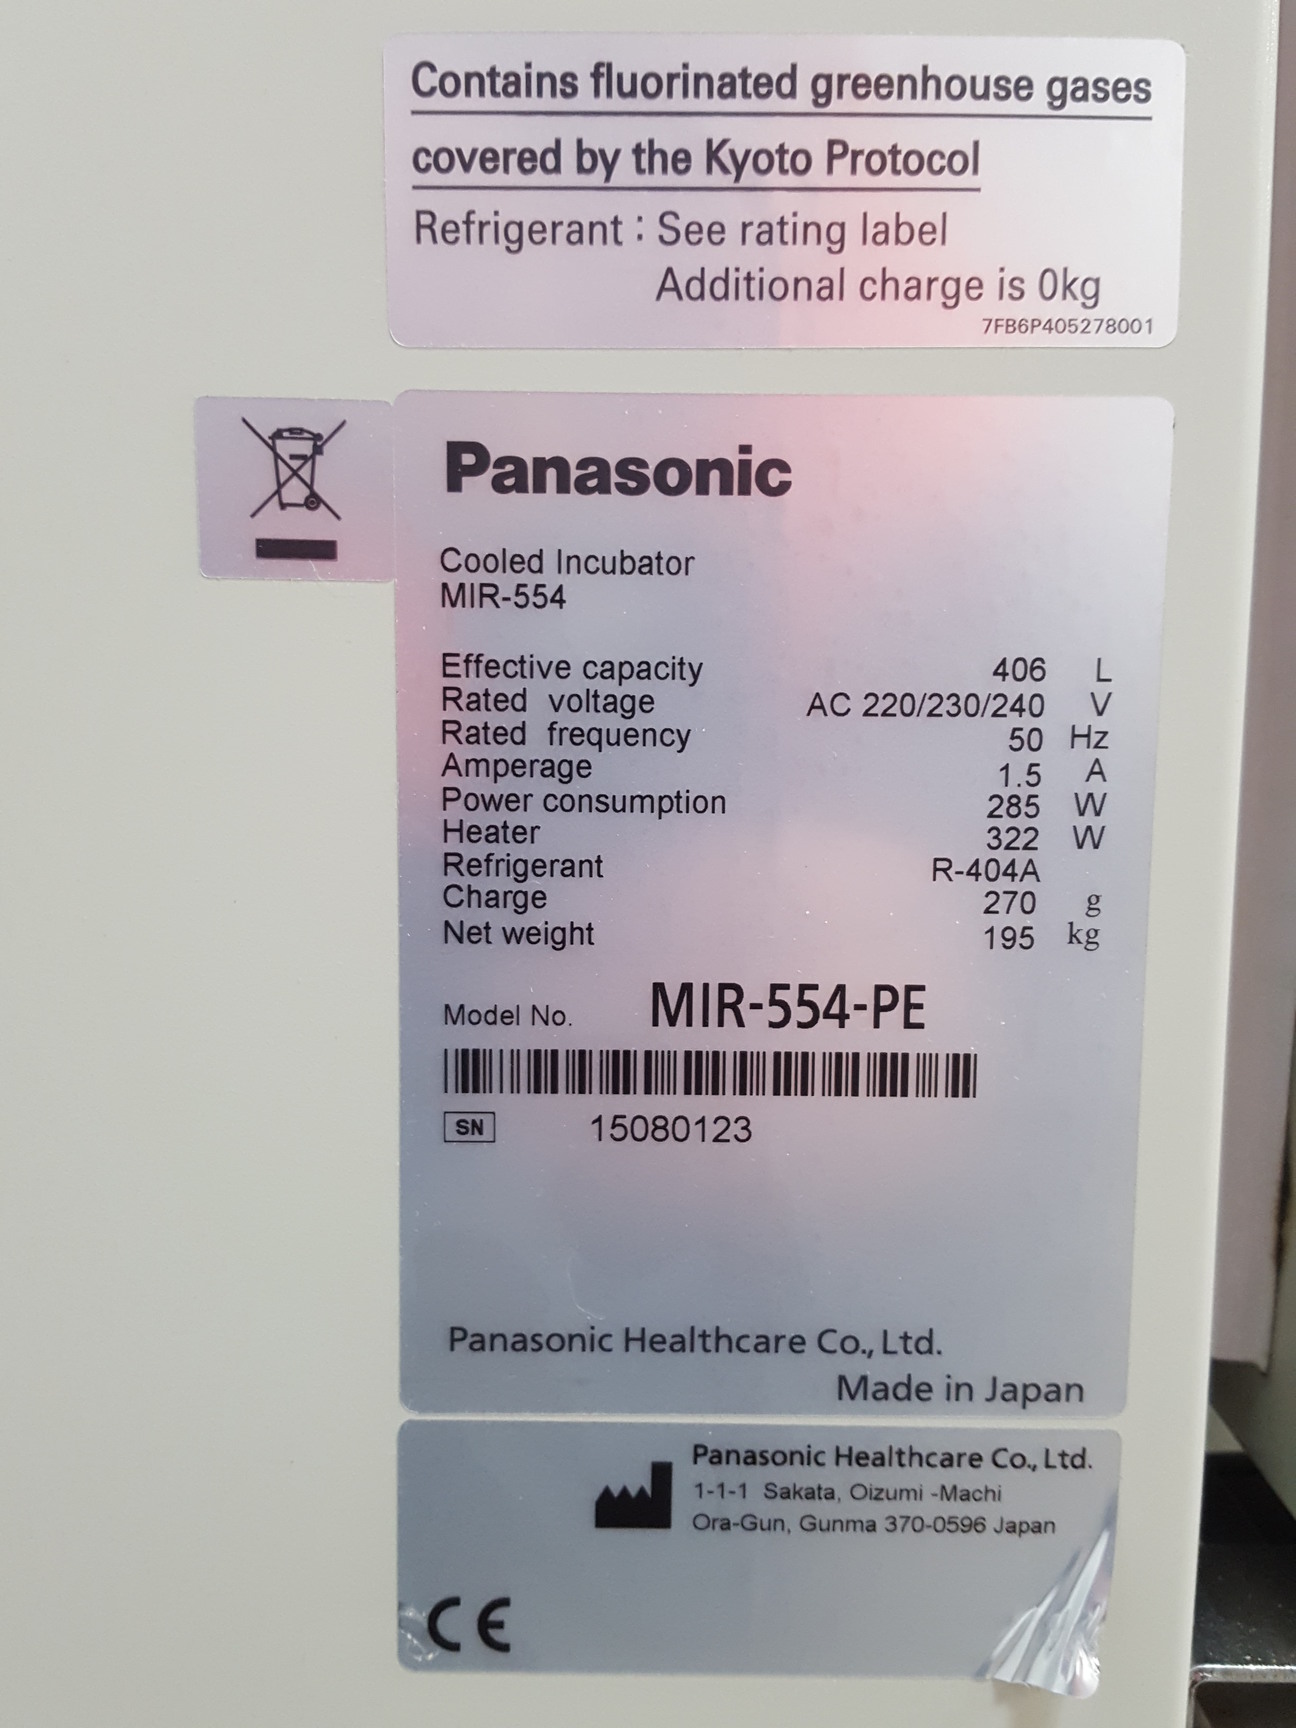 Contains fluorinated greenhouse gases
covered by the Kyoto Protocol
Refrigerant : See rating label
Additional charge is 0kg
7FB6P405278001
Panasonic
Cooled Incubator
MIR-554
Effective capacity 406 L
Rated voltage AC 220/230/240 V
Rated frequency 50 Hz
Amperage 1.5 A
Power consumption 285 W
Heater 322 W
Refrigerant R-404A
Charge 270 g
Net weight 195 kg
Model No. MIR-554-PE
SN 15080123
Panasonic Healthcare Co., Ltd.
Made in Japan
Panasonic Healthcare Co., Ltd.
1-1-1 Sakata, Oizumi -Machi
Ora-Gun, Gunma 370-0596 Japan
CE